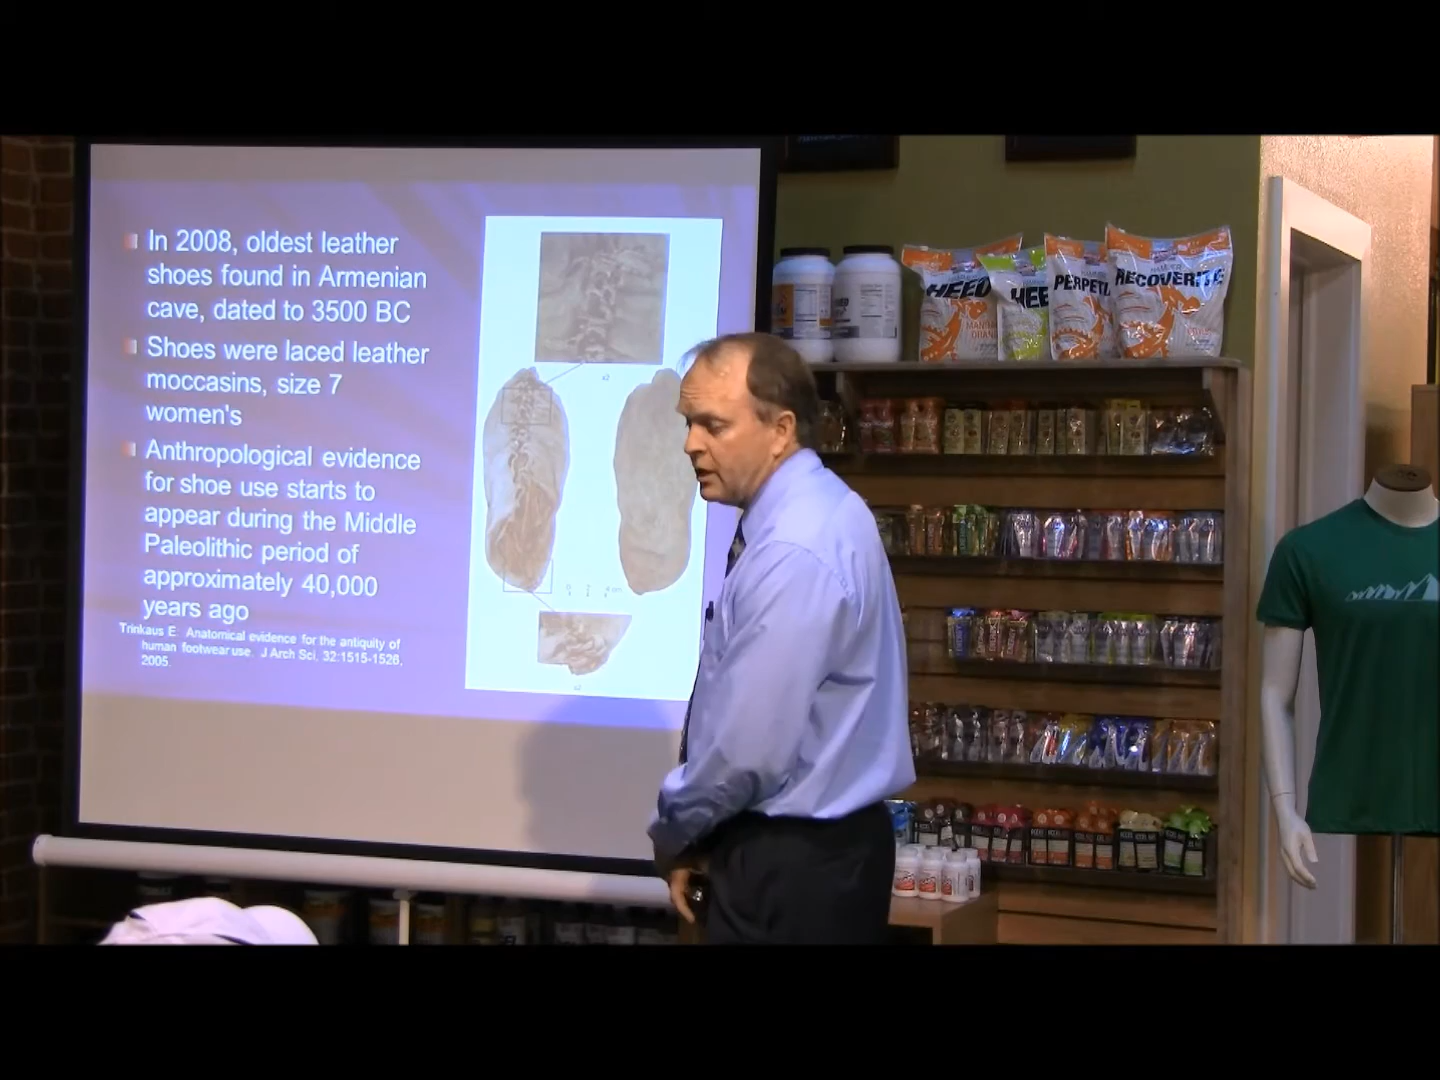 In 2008, oldest leather
shoes found in Armenian
cave, dated to 3500 BC
Shoes were laced leather
moccasins, size 7
women's
Anthropological evidence
for shoe use starts to
appear during the Middle
Paleolithic period of
approximately 40,000
years ago
Trinkaus E. Anatomical evidence for the antiquity of
human footwear use. J Arch Sci, 32:1515-1526,
2005.
HEED
PERPET
RECOVERITE